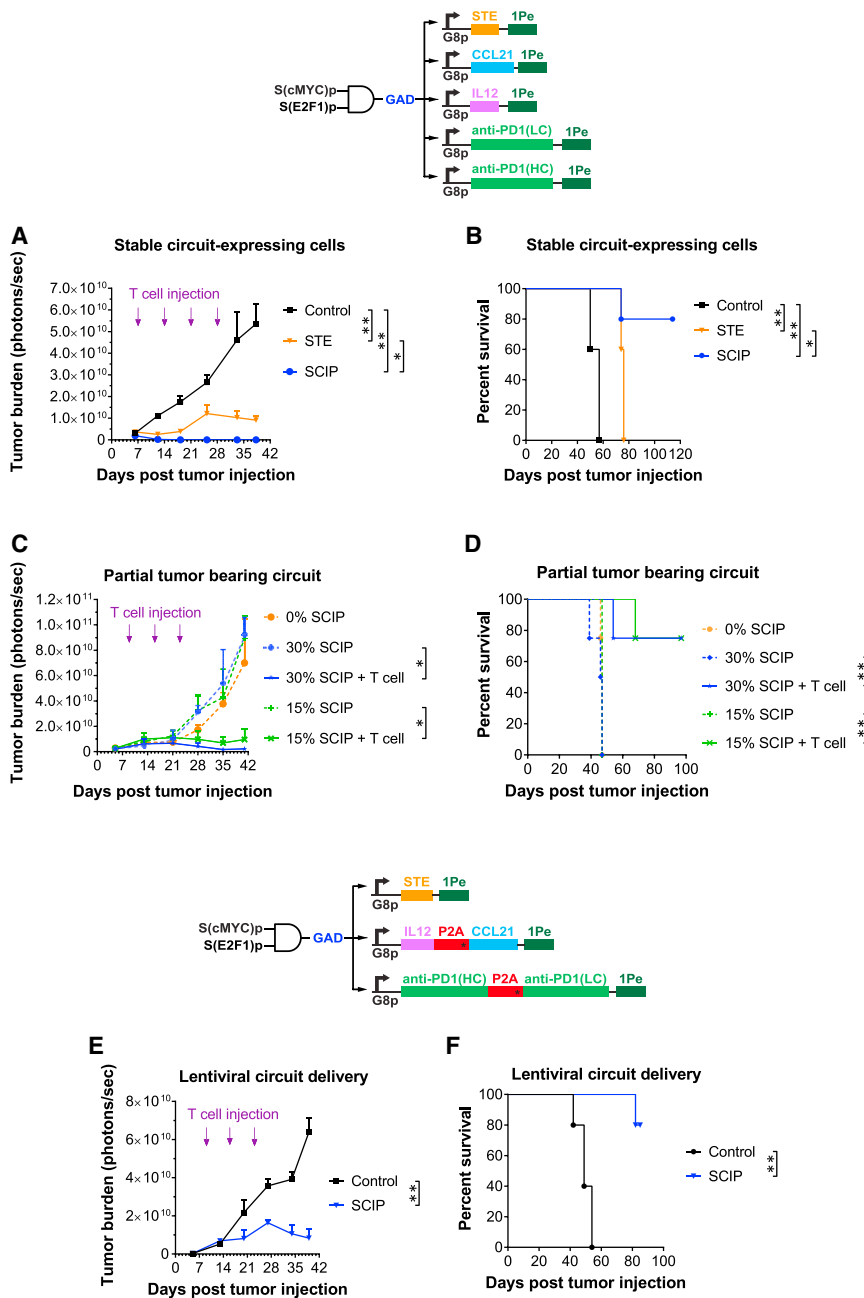 STE 1Pe
G8p
CCL21 1Pe
G8p
S(cMYC)p
S(E2F1)p
GAD
IL12 1Pe
G8p
anti-PD1(LC) 1Pe
G8p
anti-PD1(HC) 1Pe
G8p
A
Stable circuit-expressing cells
Tumor burden (photons/sec)
7.0×10^10
6.0×10^10
5.0×10^10
4.0×10^10
3.0×10^10
2.0×10^10
1.0×10^10
0
T cell injection
Control
STE
SCIP
**
**
*
0 7 14 21 28 35 42
Days post tumor injection
B
Stable circuit-expressing cells
Percent survival
100
80
60
40
20
0
Control
STE
SCIP
**
**
*
0 20 40 60 80 100 120
Days post tumor injection
C
Partial tumor bearing circuit
Tumor burden (photons/sec)
1.2×10^11
1.0×10^11
8.0×10^10
6.0×10^10
4.0×10^10
2.0×10^10
0
T cell injection
0% SCIP
30% SCIP
30% SCIP + T cell
15% SCIP
15% SCIP + T cell
*
*
0 7 14 21 28 35 42
Days post tumor injection
D
Partial tumor bearing circuit
Percent survival
100
80
60
40
20
0
0% SCIP
30% SCIP
30% SCIP + T cell
15% SCIP
15% SCIP + T cell
**
**
0 20 40 60 80 100
Days post tumor injection
STE 1Pe
G8p
S(cMYC)p
S(E2F1)p
GAD
IL12 P2A CCL21 1Pe
*
G8p
anti-PD1(HC) P2A anti-PD1(LC) 1Pe
*
G8p
E
Lentiviral circuit delivery
Tumor burden (photons/sec)
8×10^10
6×10^10
4×10^10
2×10^10
0
T cell injection
Control
SCIP
**
0 7 14 21 28 35 42
Days post tumor injection
F
Lentiviral circuit delivery
Percent survival
100
80
60
40
20
0
Control
SCIP
**
0 20 40 60 80 100
Days post tumor injection